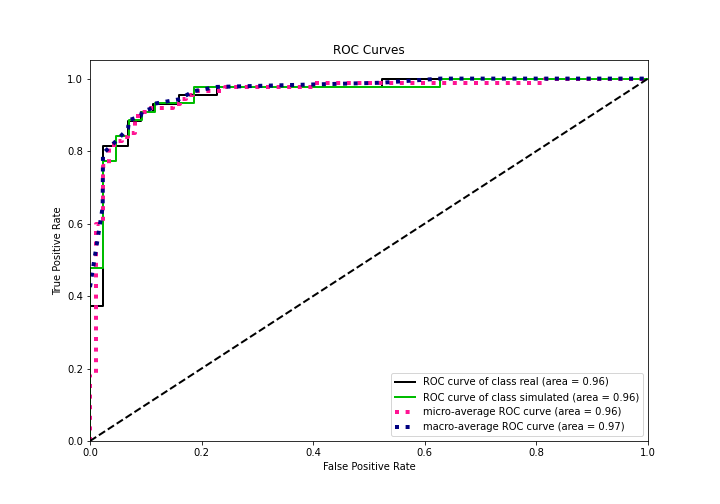 ROC Curves
True Positive Rate
1.0
0.8
0.6
0.4
0.2
0.0
0.0 0.2 0.4 0.6 0.8 1.0
False Positive Rate
ROC curve of class real (area = 0.96)
ROC curve of class simulated (area = 0.96)
micro-average ROC curve (area = 0.96)
macro-average ROC curve (area = 0.97)